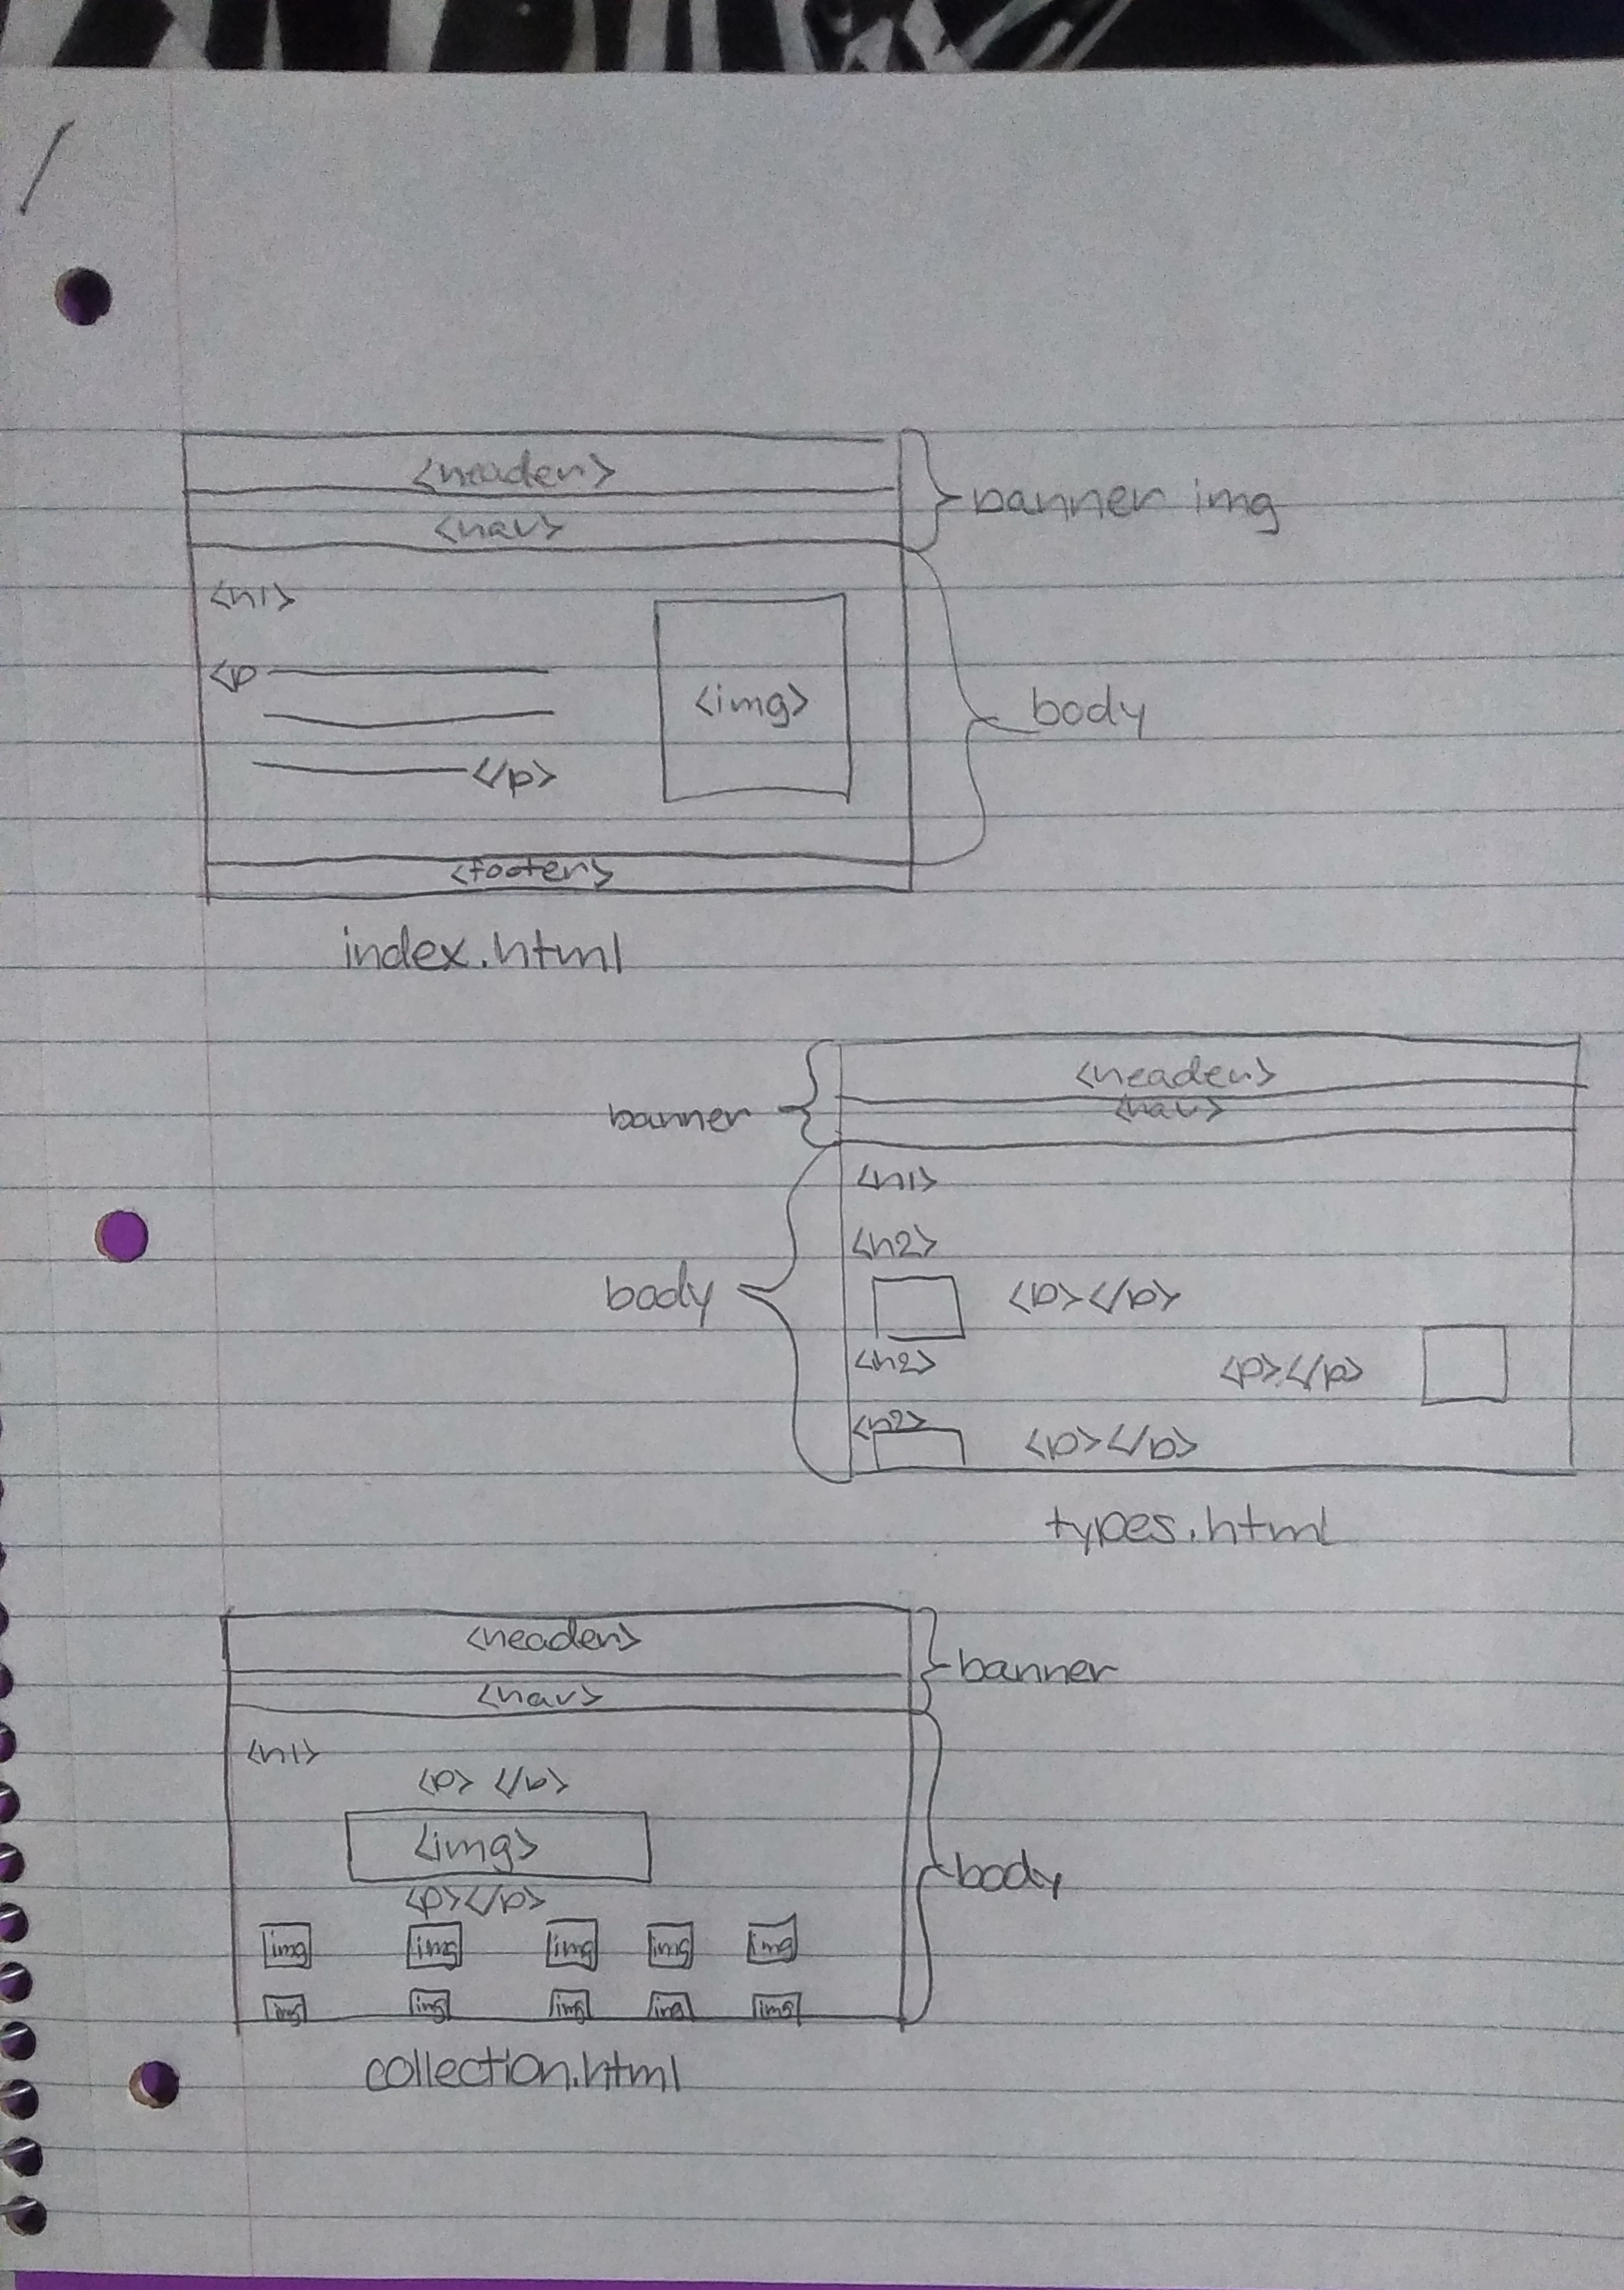 <header>
<nav>
banner img
<h1>
<p
<img>
body
</p>
<footer>
index.html
<header>
<nav>
banner
<h1>
<h2>
body
<p></p>
<h2>
<p></p>
<h2>
<p></p>
types.html
<header>
<nav>
banner
<h1>
<p> </p>
<img>
body
<p></p>
img img img img img
img img img img img
collection.html